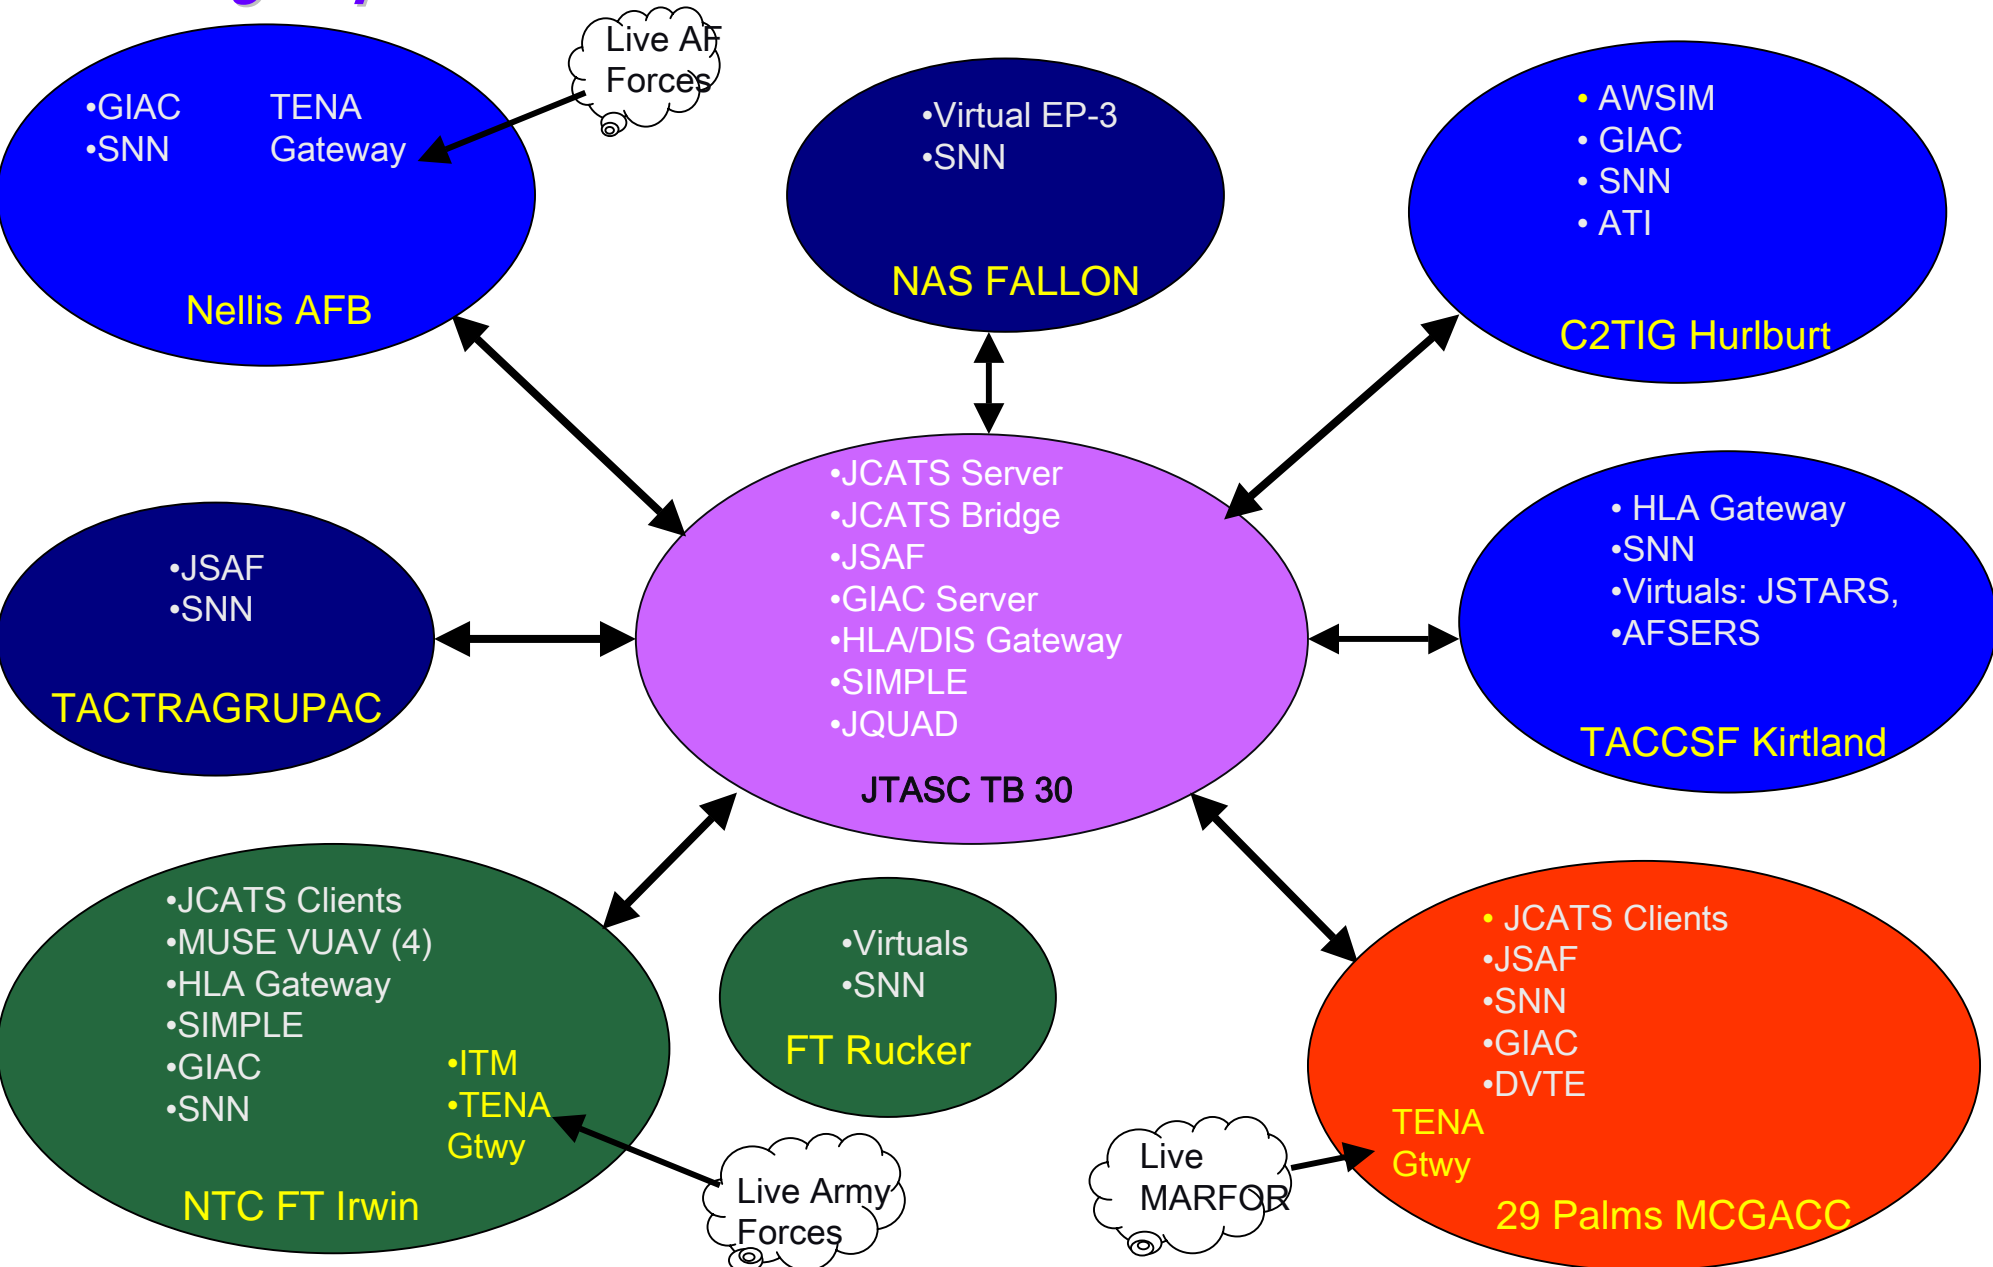 Live AF
Forces
•GIAC
•SNN
TENA
Gateway
Nellis AFB
•Virtual EP-3
•SNN
NAS FALLON
• AWSIM
• GIAC
• SNN
• ATI
C2TIG Hurlburt
•JSAF
•SNN
TACTRAGRUPAC
•JCATS Server
•JCATS Bridge
•JSAF
•GIAC Server
•HLA/DIS Gateway
•SIMPLE
•JQUAD
JTASC TB 30
• HLA Gateway
•SNN
•Virtuals: JSTARS,
•AFSERS
TACCSF Kirtland
•JCATS Clients
•MUSE VUAV (4)
•HLA Gateway
•SIMPLE
•GIAC
•SNN
•ITM
•TENA
Gtwy
NTC FT Irwin
Live Army
Forces
•Virtuals
•SNN
FT Rucker
Live
MARFOR
• JCATS Clients
•JSAF
•SNN
•GIAC
•DVTE
TENA
Gtwy
29 Palms MCGACC